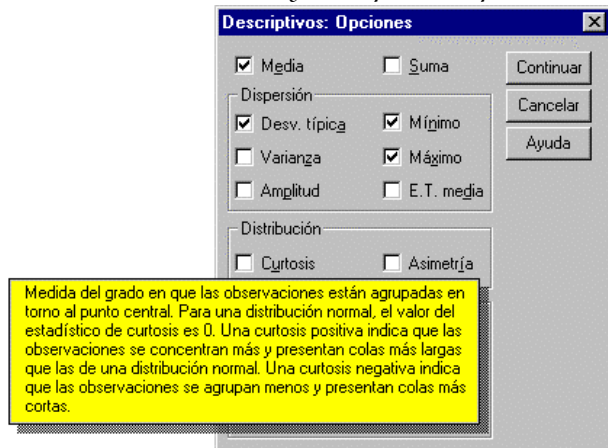 Descriptivos: Opciones
Media
Suma
Continuar
Dispersión
Cancelar
Desv. típica
Mínimo
Ayuda
Varianza
Máximo
Amplitud
E.T. media
Distribución
Curtosis
Asimetría
Medida del grado en que las observaciones están agrupadas en
torno al punto central. Para una distribución normal, el valor del
estadístico de curtosis es 0. Una curtosis positiva indica que las
observaciones se concentran más y presentan colas más largas
que las de una distribución normal. Una curtosis negativa indica
que las observaciones se agrupan menos y presentan colas más
cortas.